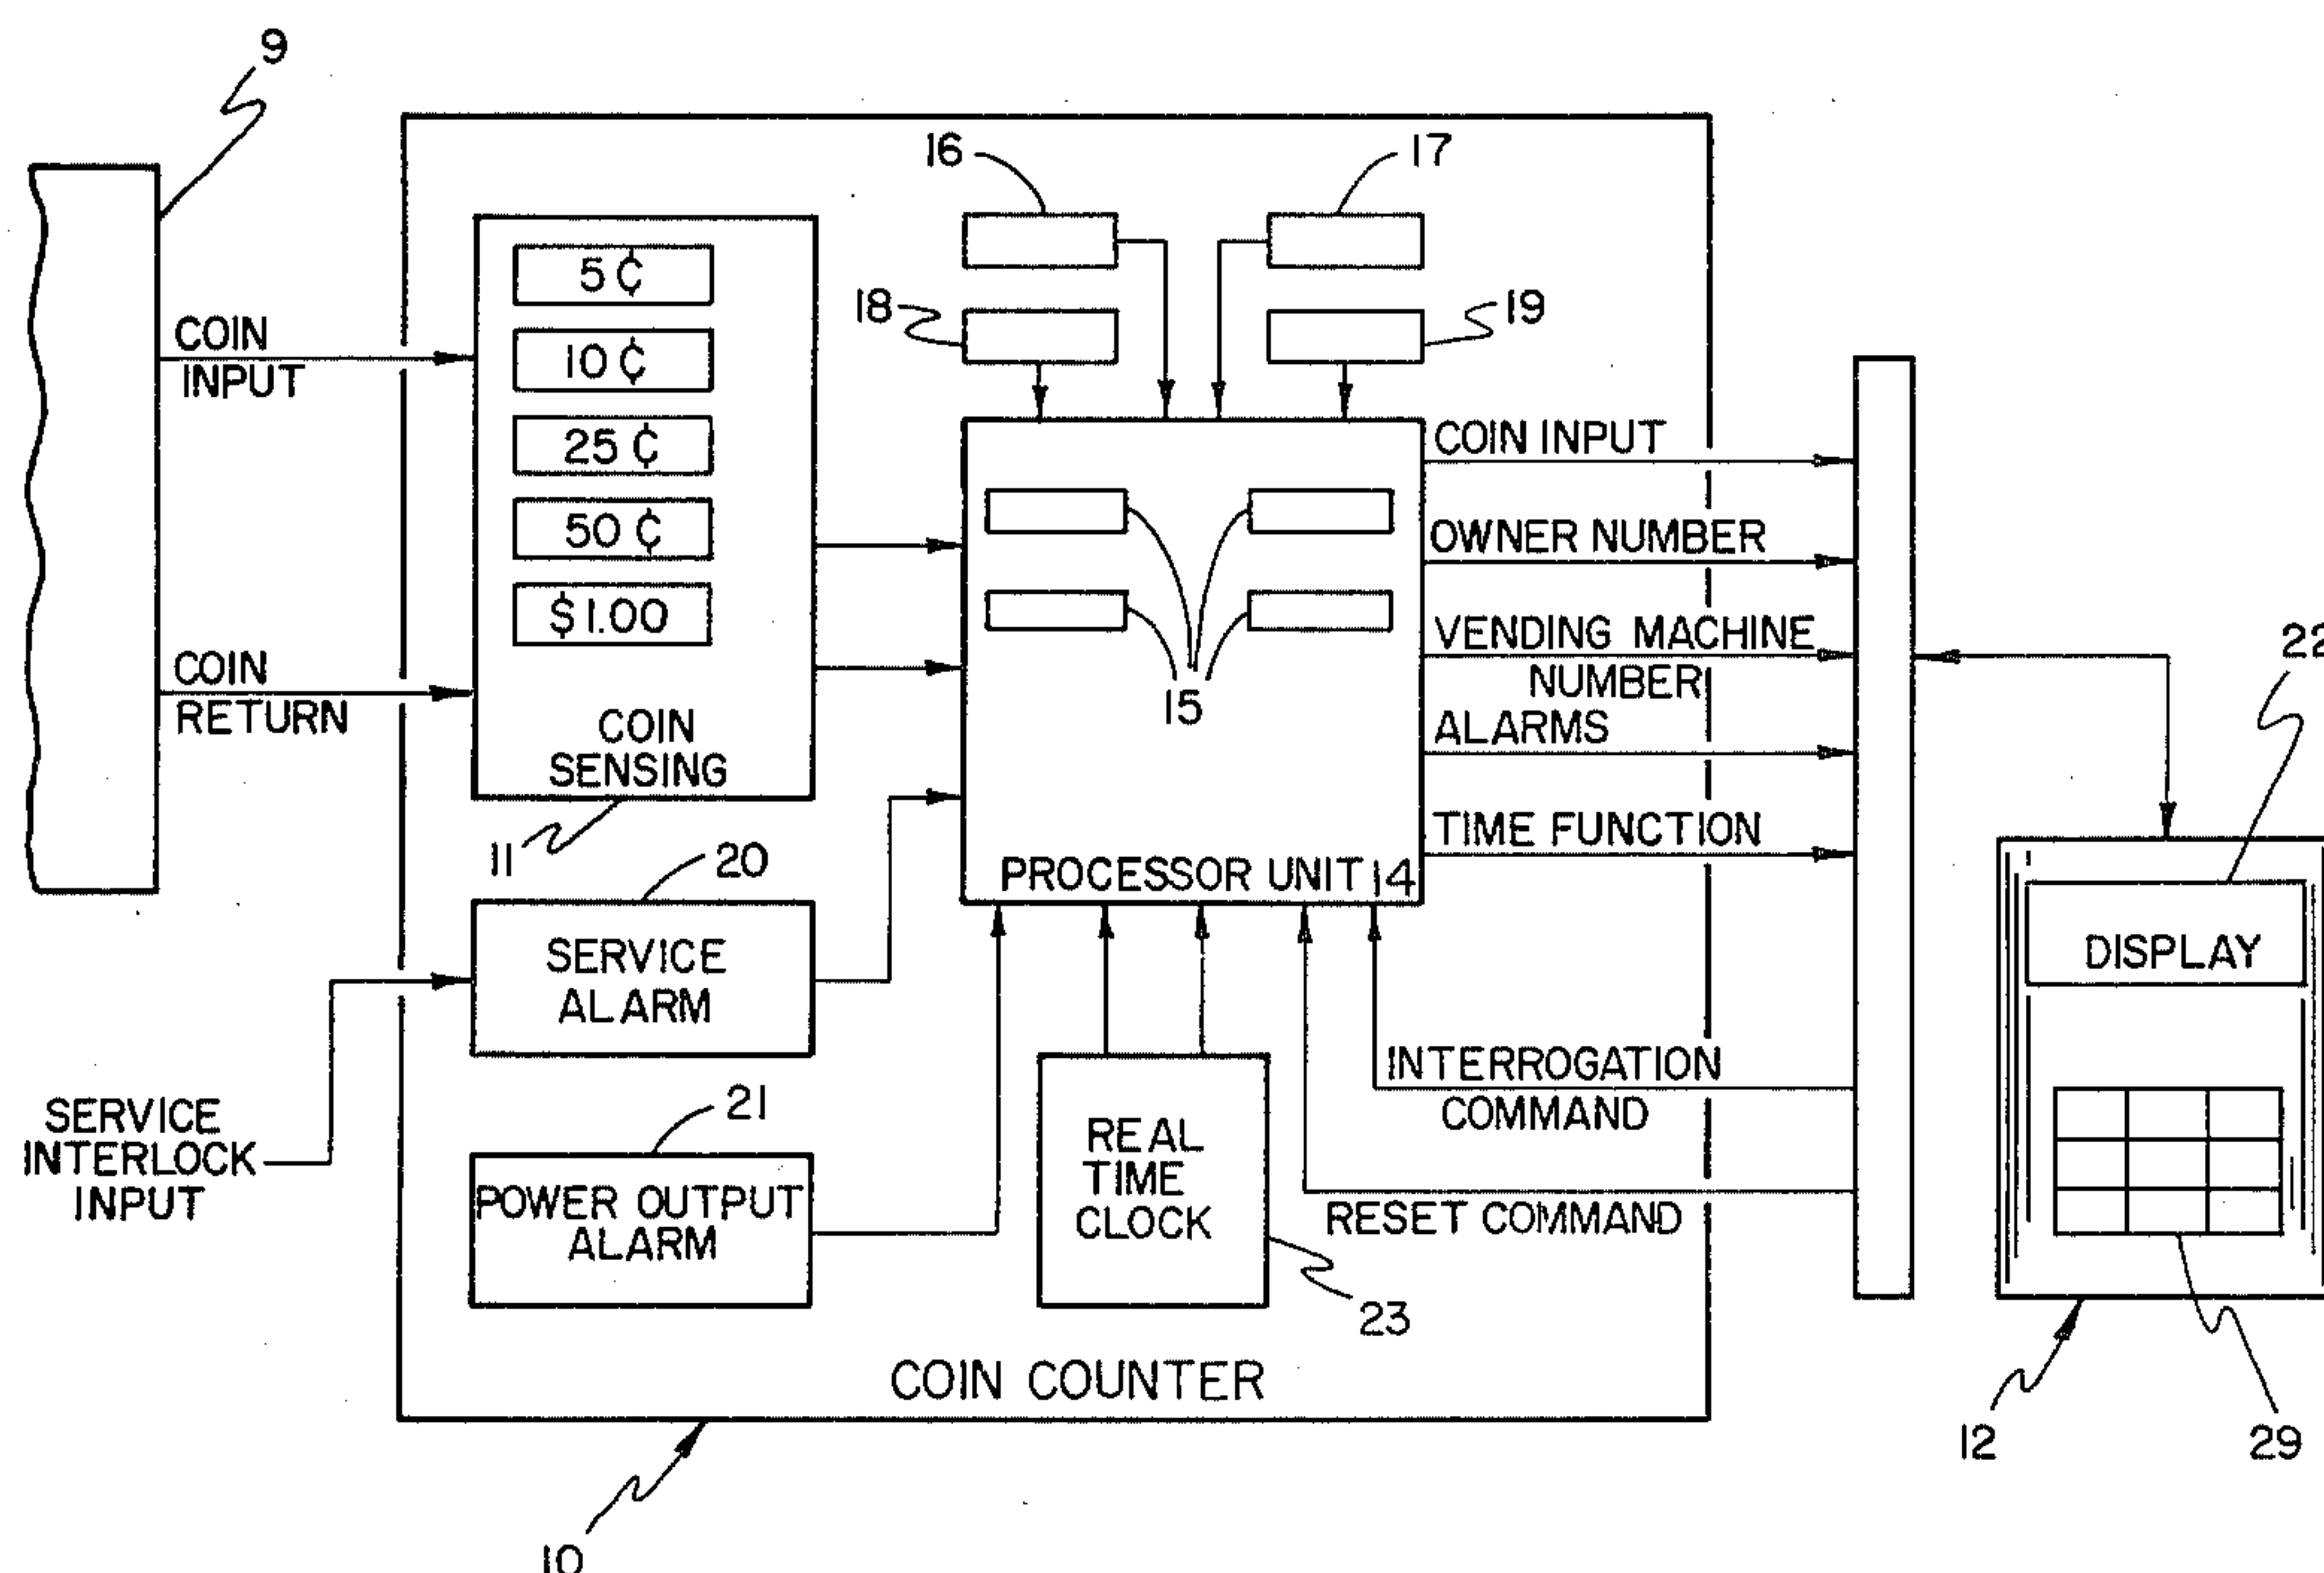 9
16
17
18
19
5¢
10¢
25¢
50¢
$1.00
COIN
INPUT
COIN
RETURN
COIN
SENSING
11
15
PROCESSOR UNIT 14
COIN INPUT
OWNER NUMBER
VENDING MACHINE
NUMBER
ALARMS
TIME FUNCTION
22
DISPLAY
20
SERVICE
ALARM
SERVICE
INTERLOCK
INPUT
21
POWER OUTPUT
ALARM
REAL
TIME
CLOCK
23
INTERROGATION
COMMAND
RESET COMMAND
COIN COUNTER
10
12
29